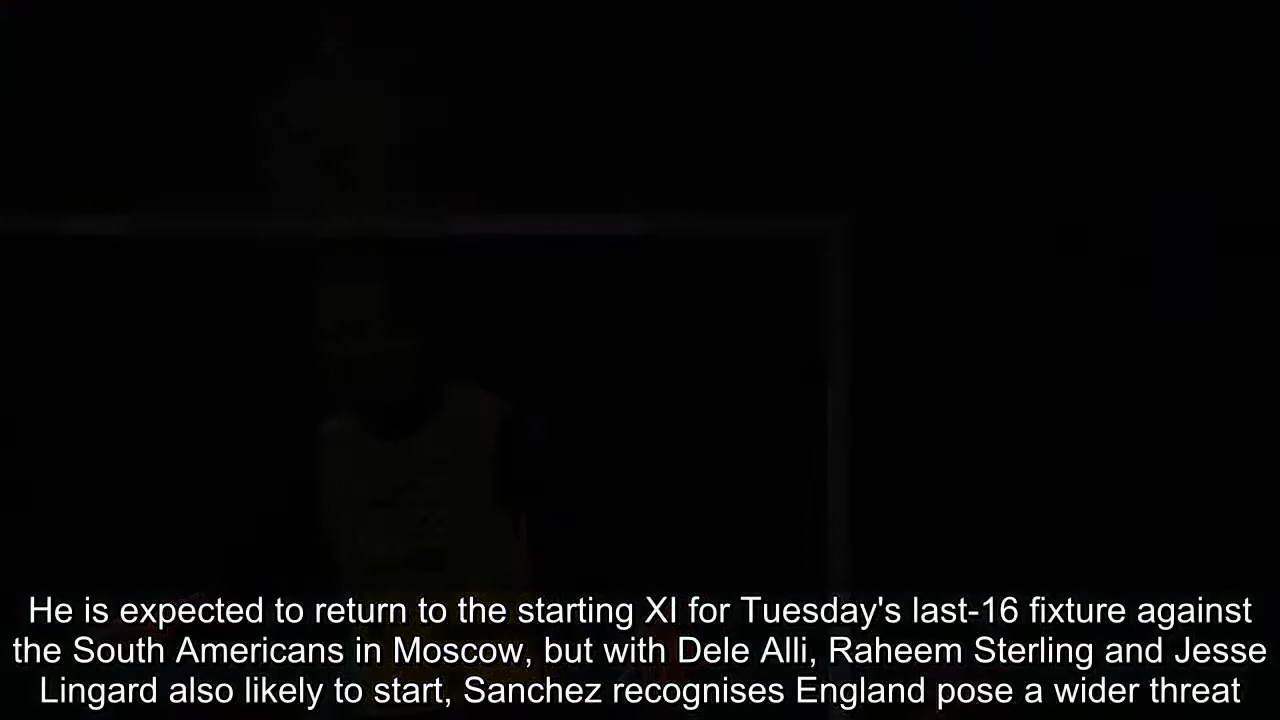 He is expected to return to the starting XI for Tuesday's last-16 fixture against
the South Americans in Moscow, but with Dele Alli, Raheem Sterling and Jesse
Lingard also likely to start, Sanchez recognises England pose a wider threat